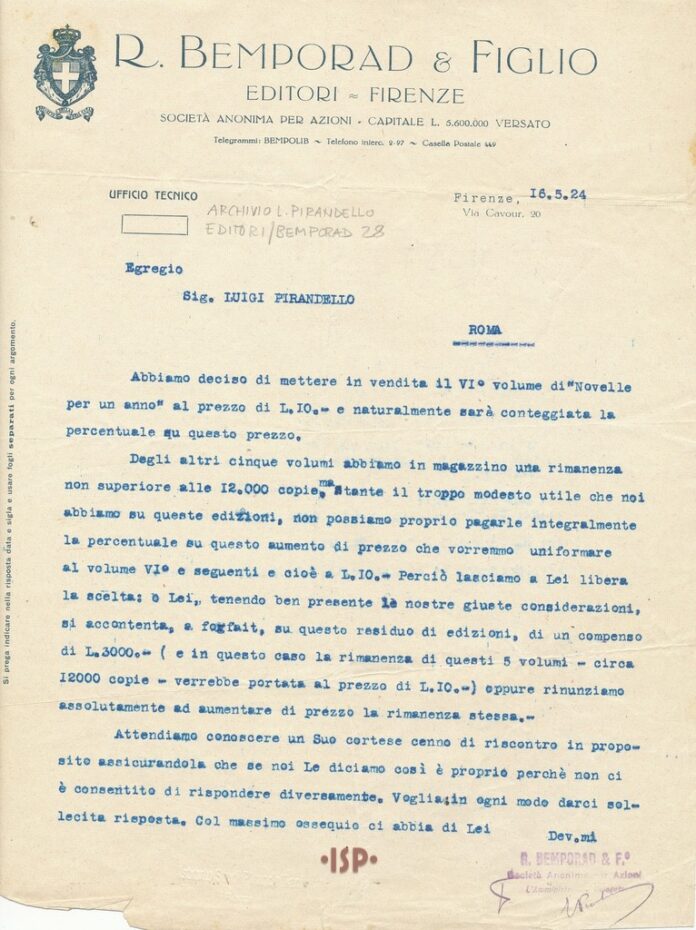 R. BEMPORAD & FIGLIO
EDITORI ≈ FIRENZE
SOCIETÀ ANONIMA PER AZIONI - CAPITALE L. 5.600.000 VERSATO
Telegrammi: BEMPOLIB ~ Telefono interc. 2-97 ~ Casella Postale 449
UFFICIO TECNICO
ARCHIVIO L. PIRANDELLO
EDITORI/BEMPORAD 28
Firenze, 16.5.24
Via Cavour, 20
Egregio
Sig. LUIGI PIRANDELLO
ROMA
Abbiamo deciso di mettere in vendita il VI° volume di "Novelle
per un anno" al prezzo di L.IO.- e naturalmente sarà conteggiata la
percentuale su questo prezzo.
Degli altri cinque volumi abbiamo in magazzino una rimanenza
non superiore alle I2.000 copie, ma stante il troppo modesto utile che noi
abbiamo su queste edizioni, non possiamo proprio pagarle integralmente
la percentuale su questo aumento di prezzo che vorremmo uniformare
al volume VI° e seguenti e cioè a L.IO.- Perciò lasciamo a Lei libera
la scelta: o Lei, tenendo ben presente le nostre giuste considerazioni,
si accontenta, a forfait, su questo residuo di edizioni, di un compenso
di L.3000.- ( e in questo caso la rimanenza di questi 5 volumi - circa
I2000 copie - verrebbe portata al prezzo di L.IO.-) oppure rinunziamo
assolutamente ad aumentare di prezzo la rimanenza stessa.-
Attendiamo conoscere un Suo cortese cenno di riscontro in propo-
sito assicurandola che se noi Le diciamo così è proprio perchè non ci
è consentito di rispondere diversamente. Voglia in ogni modo darci sol-
lecita risposta. Col massimo ossequio ci abbia di Lei
Dev.mi
R. BEMPORAD & F.°
Società Anonima per Azioni
•ISP•
Si prega indicare nella risposta data e sigla e usare fogli separati per ogni argomento.